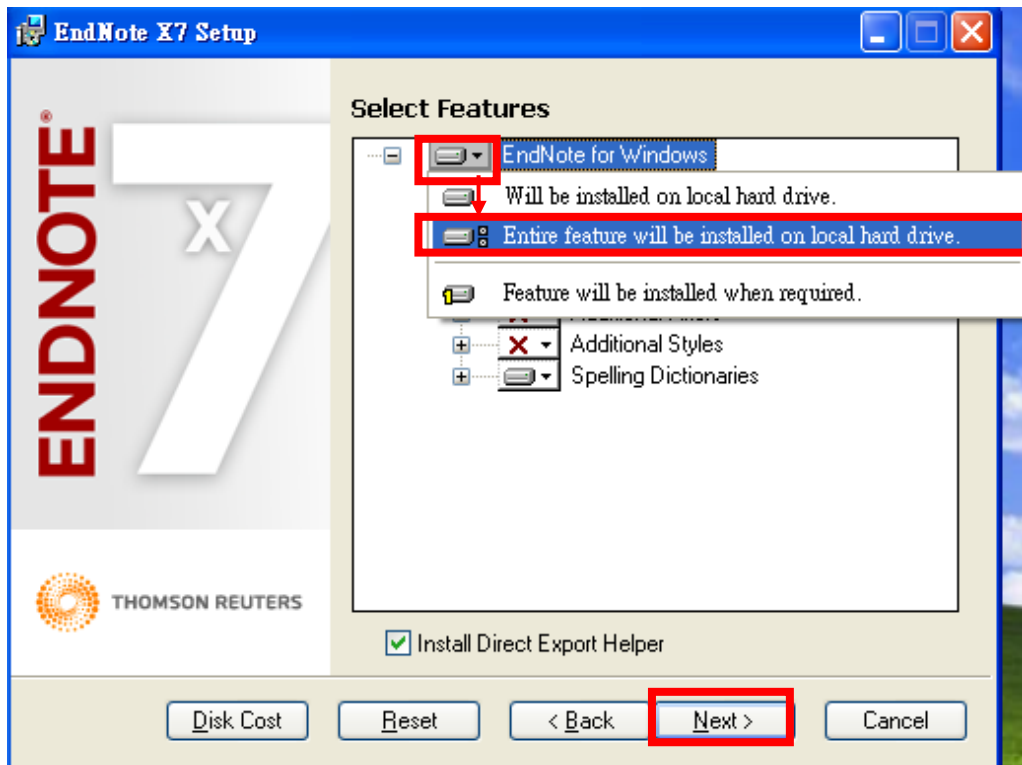 EndNote X7 Setup
Select Features
EndNote for Windows
Will be installed on local hard drive.
Entire feature will be installed on local hard drive.
Feature will be installed when required.
Additional Styles
Spelling Dictionaries
ENDNOTE®
X7
THOMSON REUTERS
Install Direct Export Helper
Disk Cost
Reset
< Back
Next >
Cancel